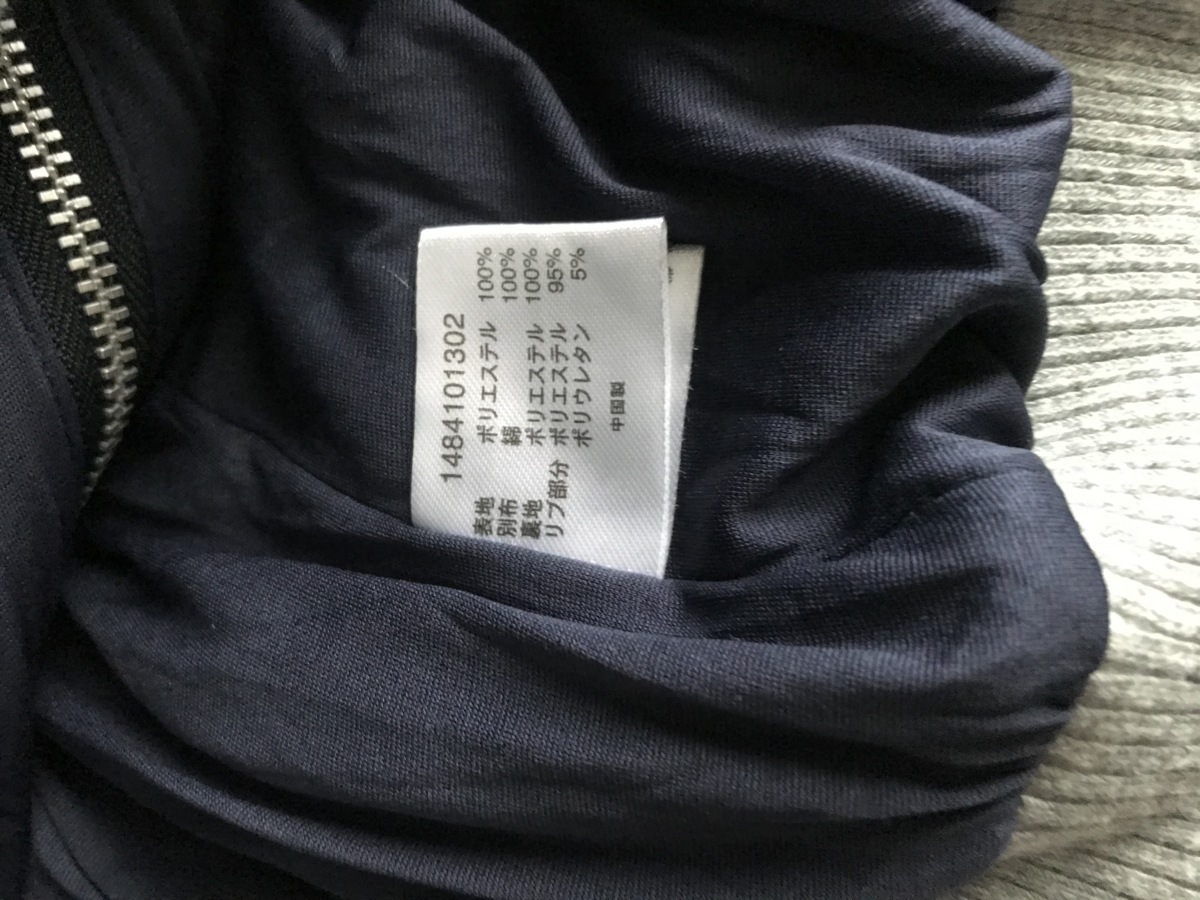 1484101302
表地 ポリエステル 100%
別布 綿 100%
裏地 ポリエステル 100%
リブ部分 ポリエステル 95%
ポリウレタン 5%
中国製